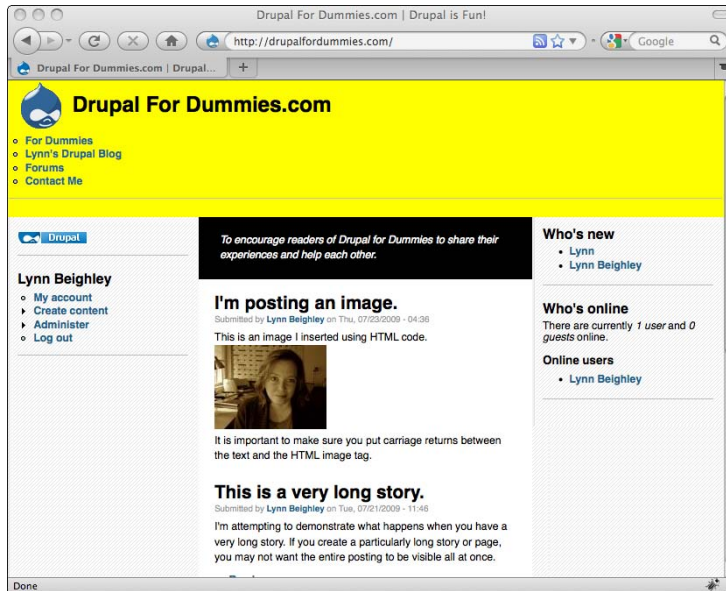 Drupal For Dummies.com | Drupal is Fun!
http://drupalfordummies.com/
Google
Drupal For Dummies.com | Drupal...
Drupal For Dummies.com
For Dummies
Lynn's Drupal Blog
Forums
Contact Me
Drupal
Lynn Beighley
My account
Create content
Administer
Log out
To encourage readers of Drupal for Dummies to share their
experiences and help each other.
I'm posting an image.
Submitted by Lynn Beighley on Thu, 07/23/2009 - 04:36
This is an image I inserted using HTML code.
It is important to make sure you put carriage returns between
the text and the HTML image tag.
This is a very long story.
Submitted by Lynn Beighley on Tue, 07/21/2009 - 11:46
I'm attempting to demonstrate what happens when you have a
very long story. If you create a particularly long story or page,
you may not want the entire posting to be visible all at once.
Who's new
Lynn
Lynn Beighley
Who's online
There are currently 1 user and 0
guests online.
Online users
Lynn Beighley
Done